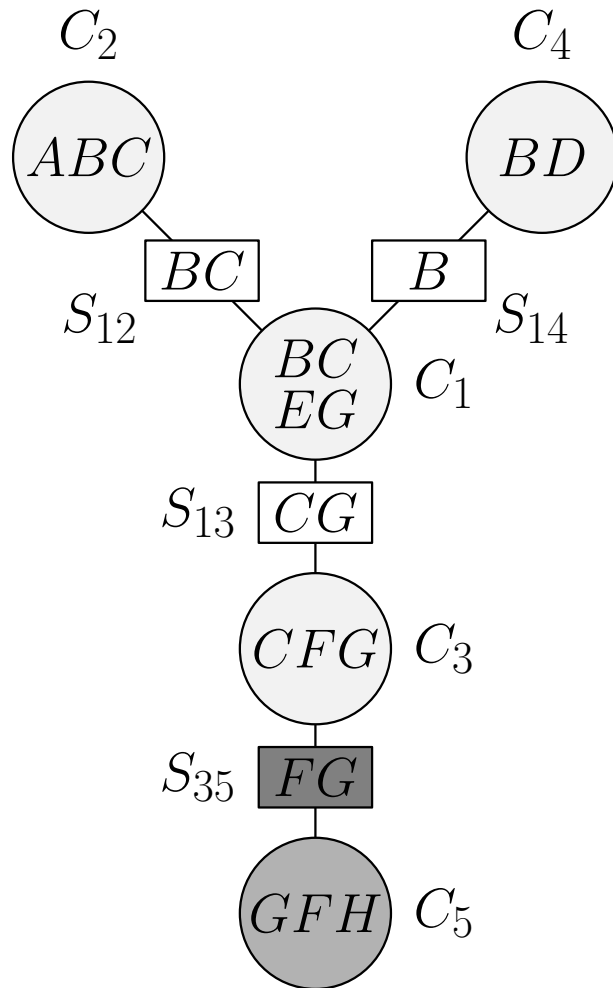 C₂
C₄
ABC
BD
BC
B
S₁₂
S₁₄
BC
EG
C₁
S₁₃
CG
CFG
C₃
S₃₅
FG
GFH
C₅